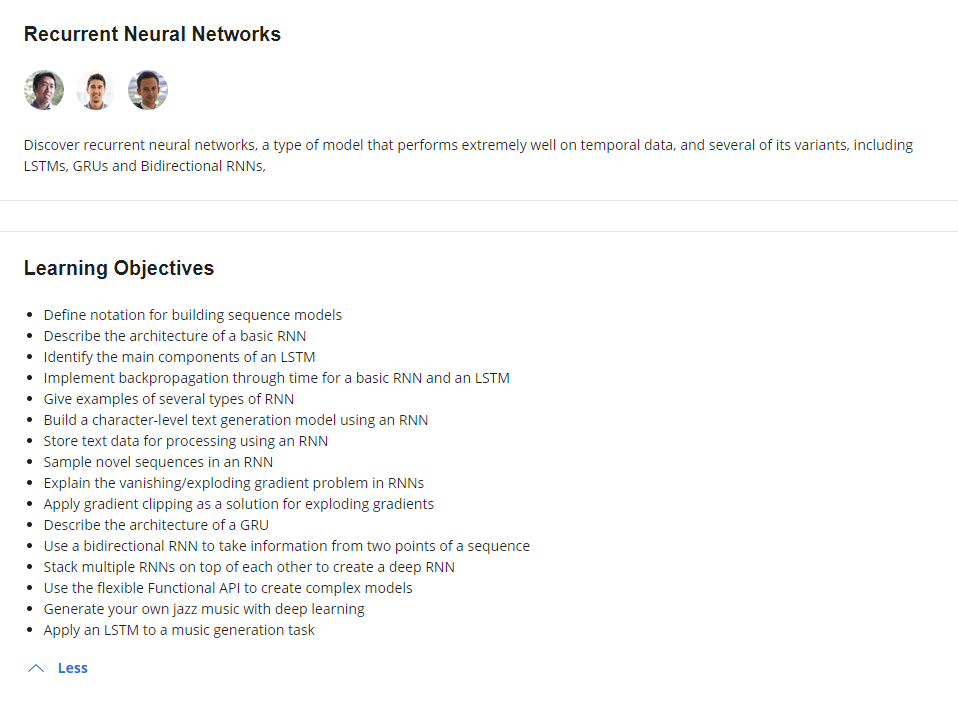 Recurrent Neural Networks
Discover recurrent neural networks, a type of model that performs extremely well on temporal data, and several of its variants, including
LSTMs, GRUs and Bidirectional RNNs,
Learning Objectives
Define notation for building sequence models
Describe the architecture of a basic RNN
Identify the main components of an LSTM
Implement backpropagation through time for a basic RNN and an LSTM
Give examples of several types of RNN
Build a character-level text generation model using an RNN
Store text data for processing using an RNN
Sample novel sequences in an RNN
Explain the vanishing/exploding gradient problem in RNNs
Apply gradient clipping as a solution for exploding gradients
Describe the architecture of a GRU
Use a bidirectional RNN to take information from two points of a sequence
Stack multiple RNNs on top of each other to create a deep RNN
Use the flexible Functional API to create complex models
Generate your own jazz music with deep learning
Apply an LSTM to a music generation task
Less